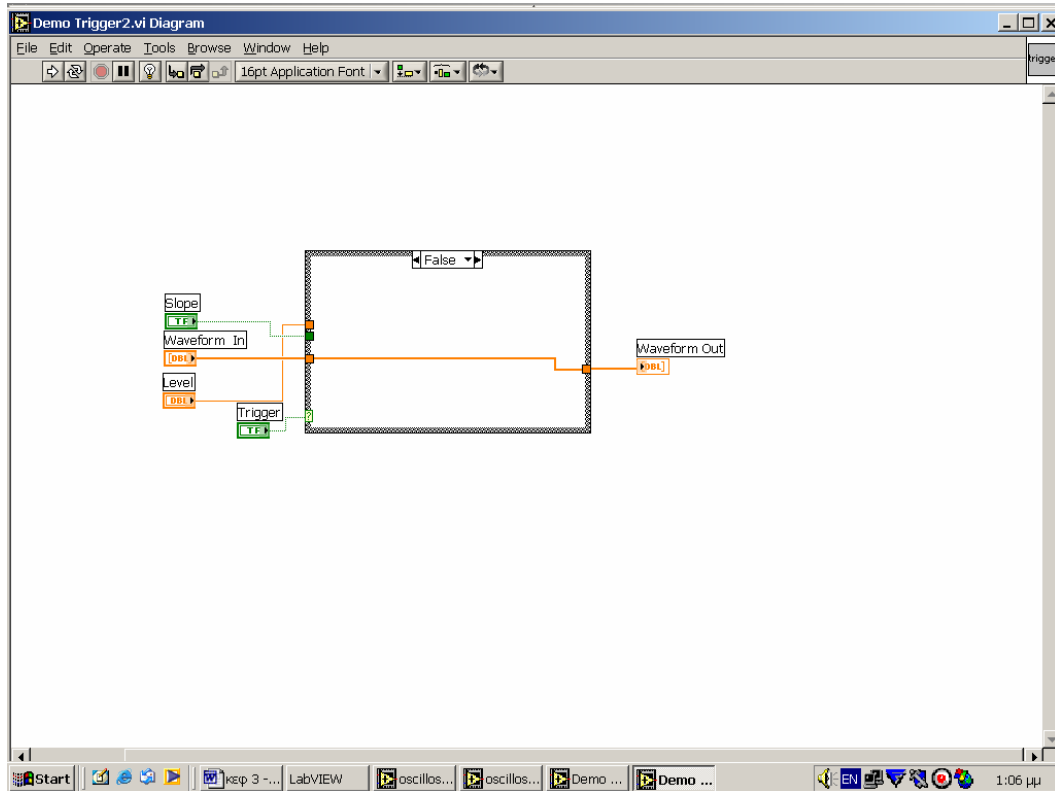 Demo Trigger2.vi Diagram
File Edit Operate Tools Browse Window Help
16pt Application Font
trigge
False
Slope
TF
Waveform In
[DBL]
Level
DBL
Trigger
TF
?
Waveform Out
[DBL]
Start
κεφ 3 -...
LabVIEW
oscillos...
oscillos...
Demo ...
Demo ...
EN
1:06 μμ